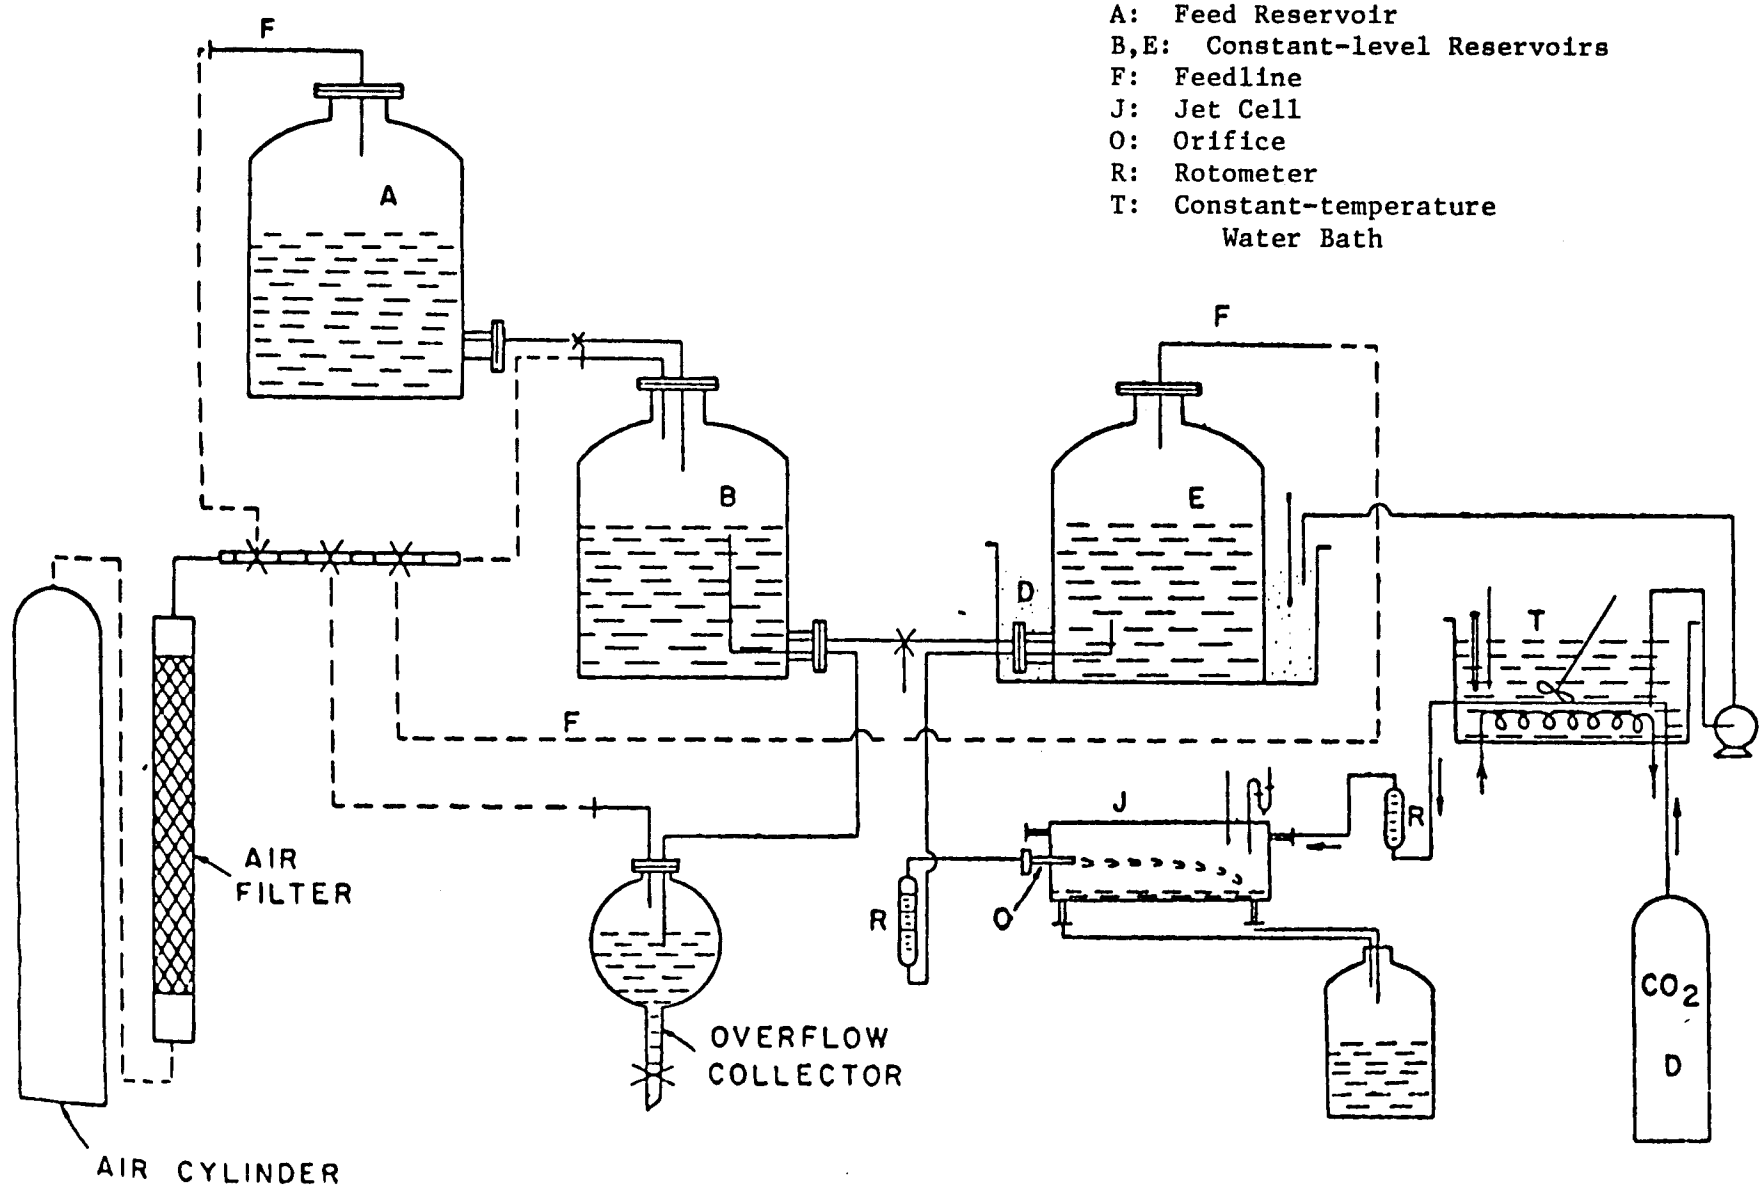 A: Feed Reservoir
B,E: Constant-level Reservoirs
F: Feedline
J: Jet Cell
O: Orifice
R: Rotometer
T: Constant-temperature
Water Bath
F
A
F
B
E
D
T
F
J
R
AIR
FILTER
R
O
CO2
OVERFLOW
COLLECTOR
D
AIR CYLINDER